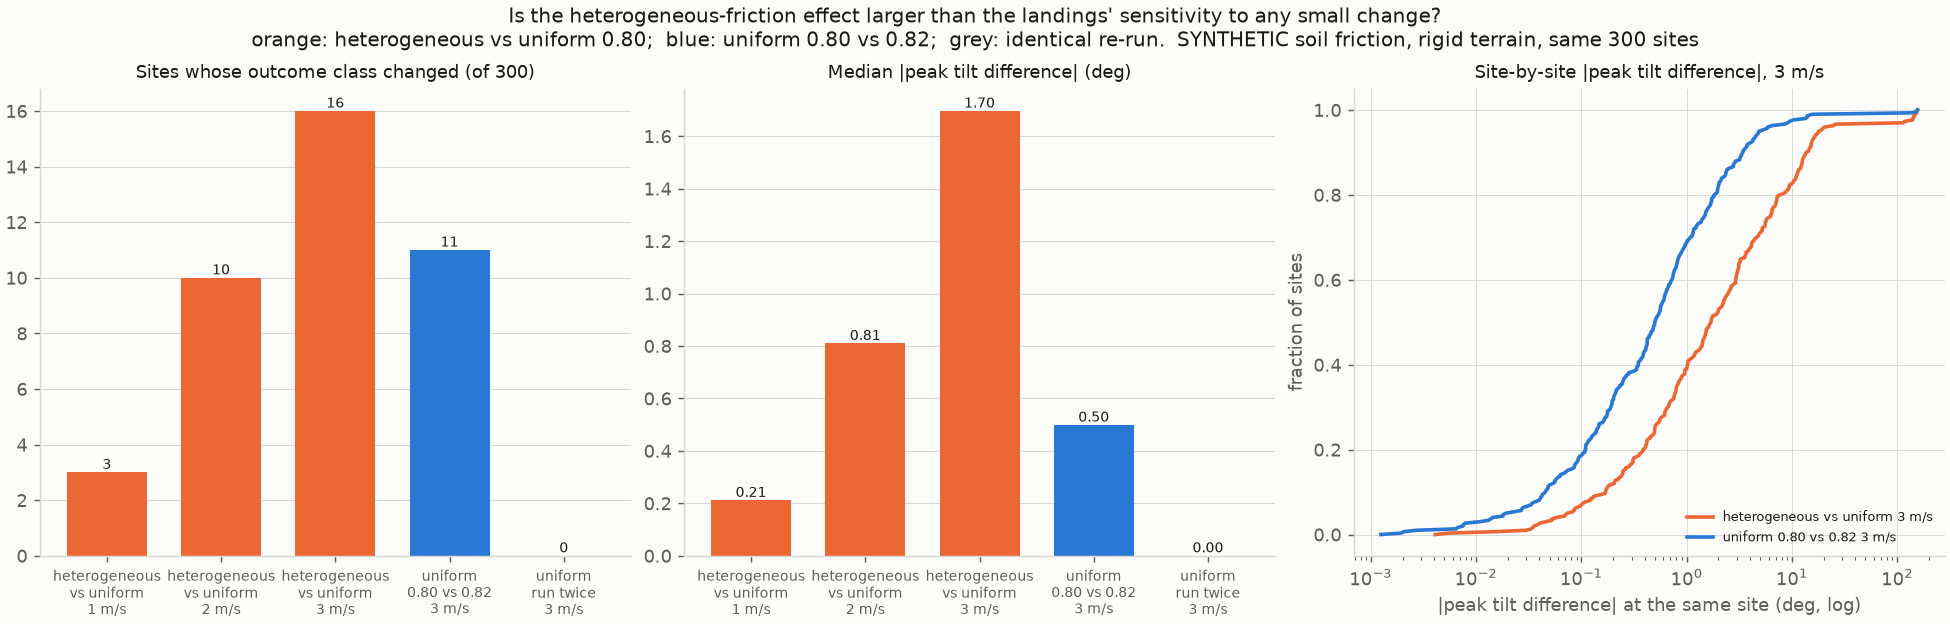 Is the heterogeneous-friction effect larger than the landings' sensitivity to any small change?
orange: heterogeneous vs uniform 0.80;  blue: uniform 0.80 vs 0.82;  grey: identical re-run.  SYNTHETIC soil friction, rigid terrain, same 300 sites
Sites whose outcome class changed (of 300)
16
14
12
10
8
6
4
2
0
3
10
16
11
0
heterogeneous
vs uniform
1 m/s
heterogeneous
vs uniform
2 m/s
heterogeneous
vs uniform
3 m/s
uniform
0.80 vs 0.82
3 m/s
uniform
run twice
3 m/s
Median |peak tilt difference| (deg)
1.6
1.4
1.2
1.0
0.8
0.6
0.4
0.2
0.0
0.21
0.81
1.70
0.50
0.00
heterogeneous
vs uniform
1 m/s
heterogeneous
vs uniform
2 m/s
heterogeneous
vs uniform
3 m/s
uniform
0.80 vs 0.82
3 m/s
uniform
run twice
3 m/s
Site-by-site |peak tilt difference|, 3 m/s
fraction of sites
1.0
0.8
0.6
0.4
0.2
0.0
heterogeneous vs uniform 3 m/s
uniform 0.80 vs 0.82 3 m/s
10⁻³
10⁻²
10⁻¹
10⁰
10¹
10²
|peak tilt difference| at the same site (deg, log)